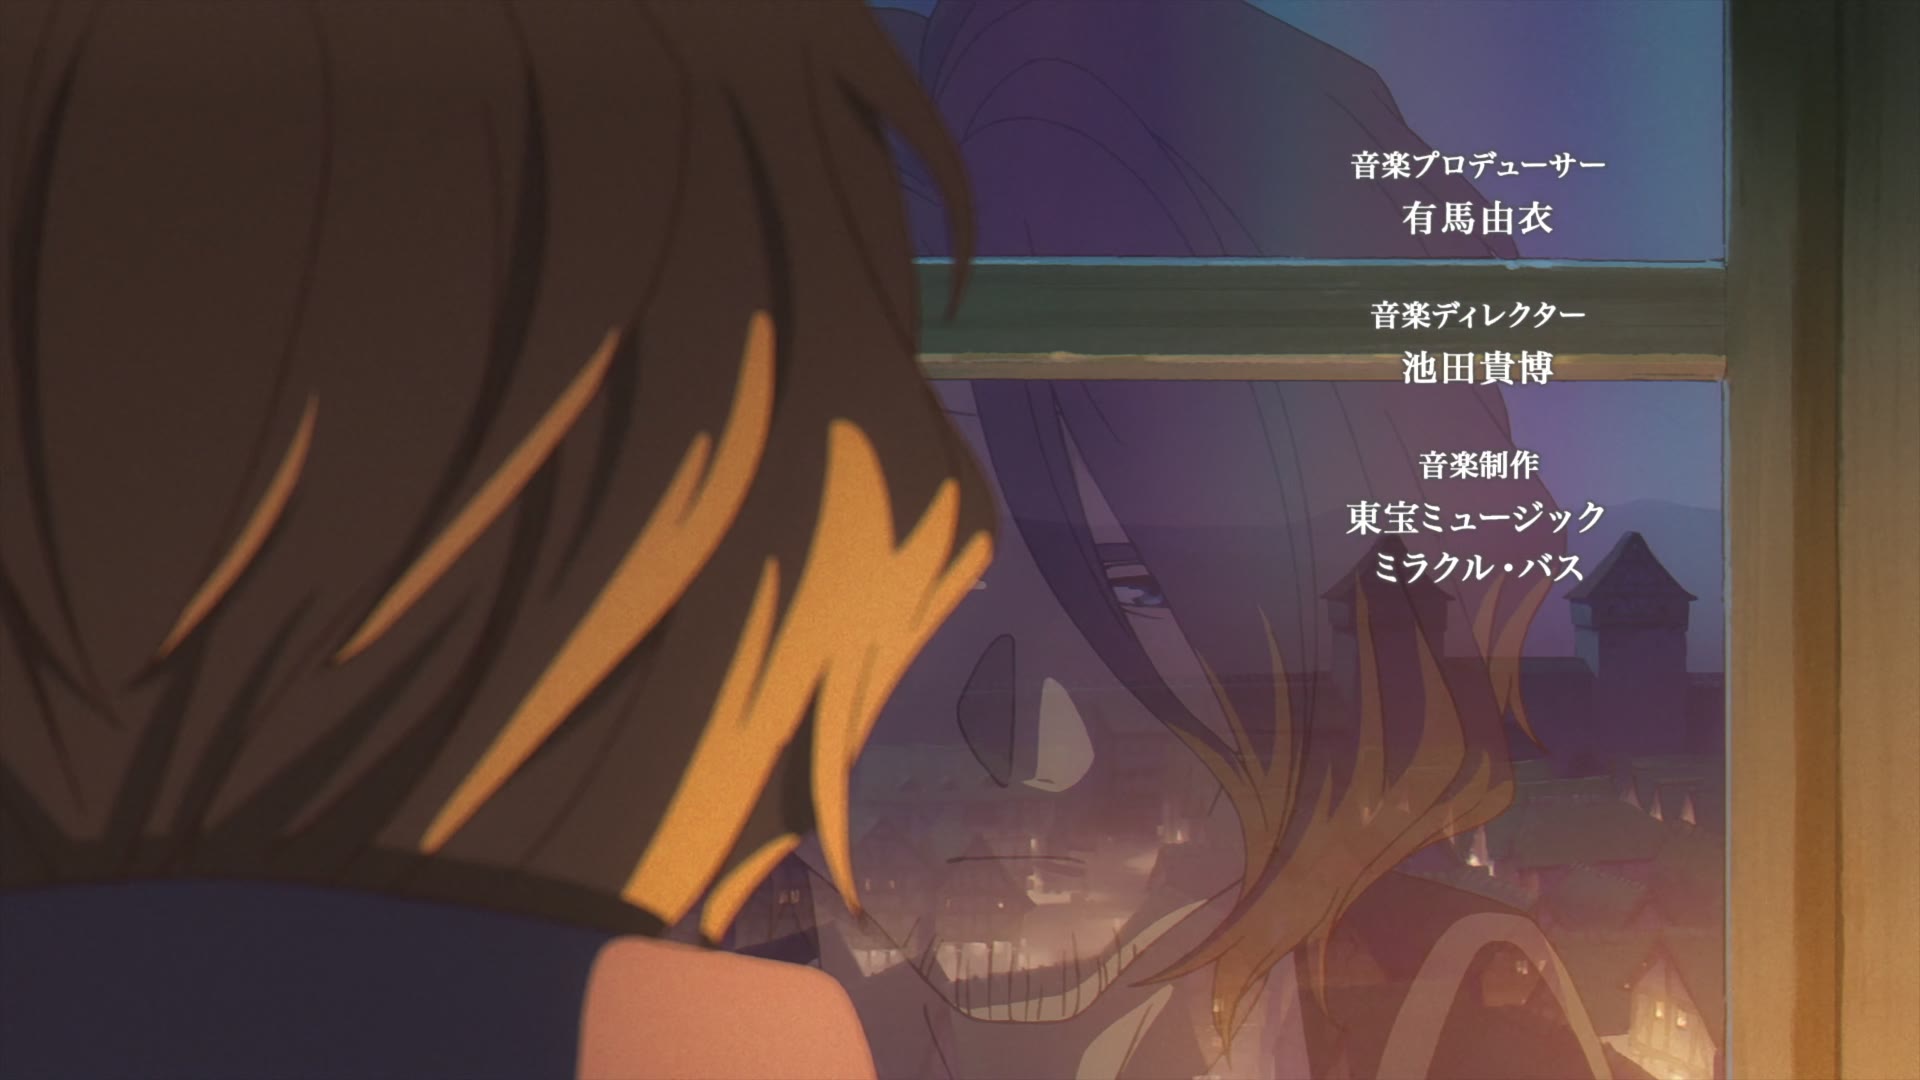 音楽プロデューサー
有馬由衣
音楽ディレクター
池田貴博
音楽制作
東宝ミュージック
ミラクル・バス